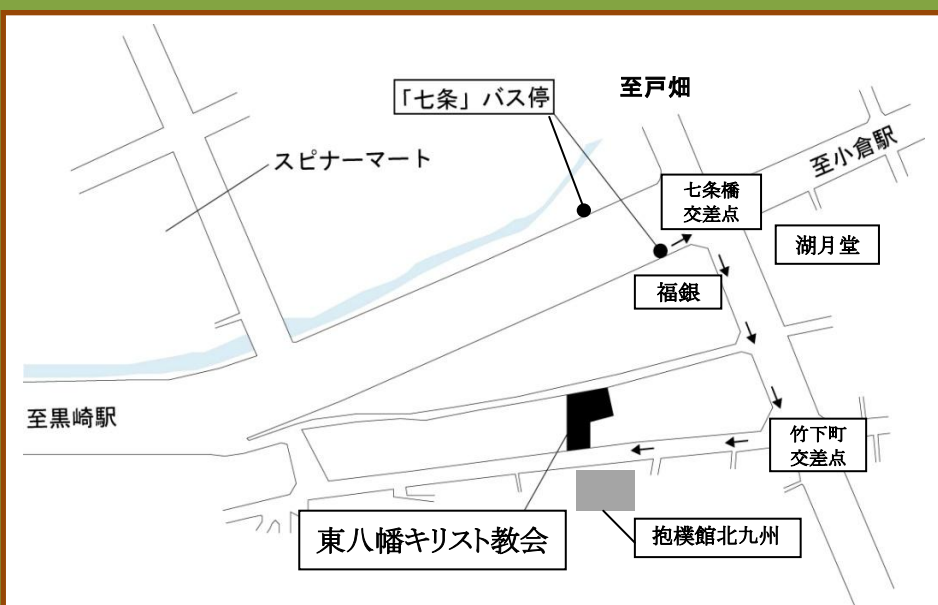 至戸畑
「七条」バス停
至小倉駅
スピナーマート
七条橋
交差点
湖月堂
福銀
至黒崎駅
竹下町
交差点
東八幡キリスト教会
抱樸館北九州